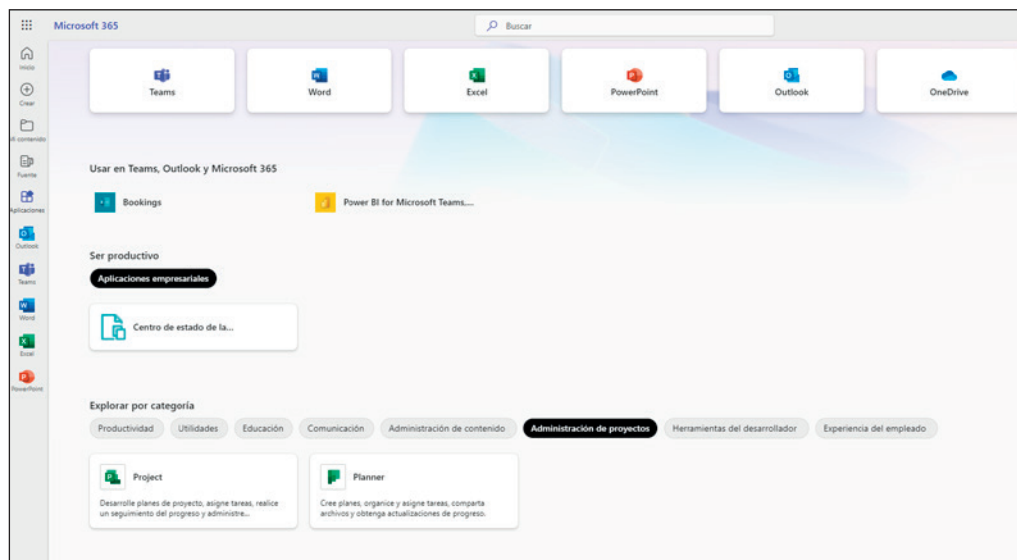 Microsoft 365
Buscar
Inicio
Crear
Mi contenido
Fuente
Aplicaciones
Outlook
Teams
Word
Excel
PowerPoint
Teams
Word
Excel
PowerPoint
Outlook
OneDrive
Usar en Teams, Outlook y Microsoft 365
Bookings
Power BI for Microsoft Teams,...
Ser productivo
Aplicaciones empresariales
Centro de estado de la...
Explorar por categoría
Productividad
Utilidades
Educación
Comunicación
Administración de contenido
Administración de proyectos
Herramientas del desarrollador
Experiencia del empleado
Project
Desarrolle planes de proyecto, asigne tareas, realice
un seguimiento del progreso y administre...
Planner
Cree planes, organice y asigne tareas, comparta
archivos y obtenga actualizaciones de progreso.